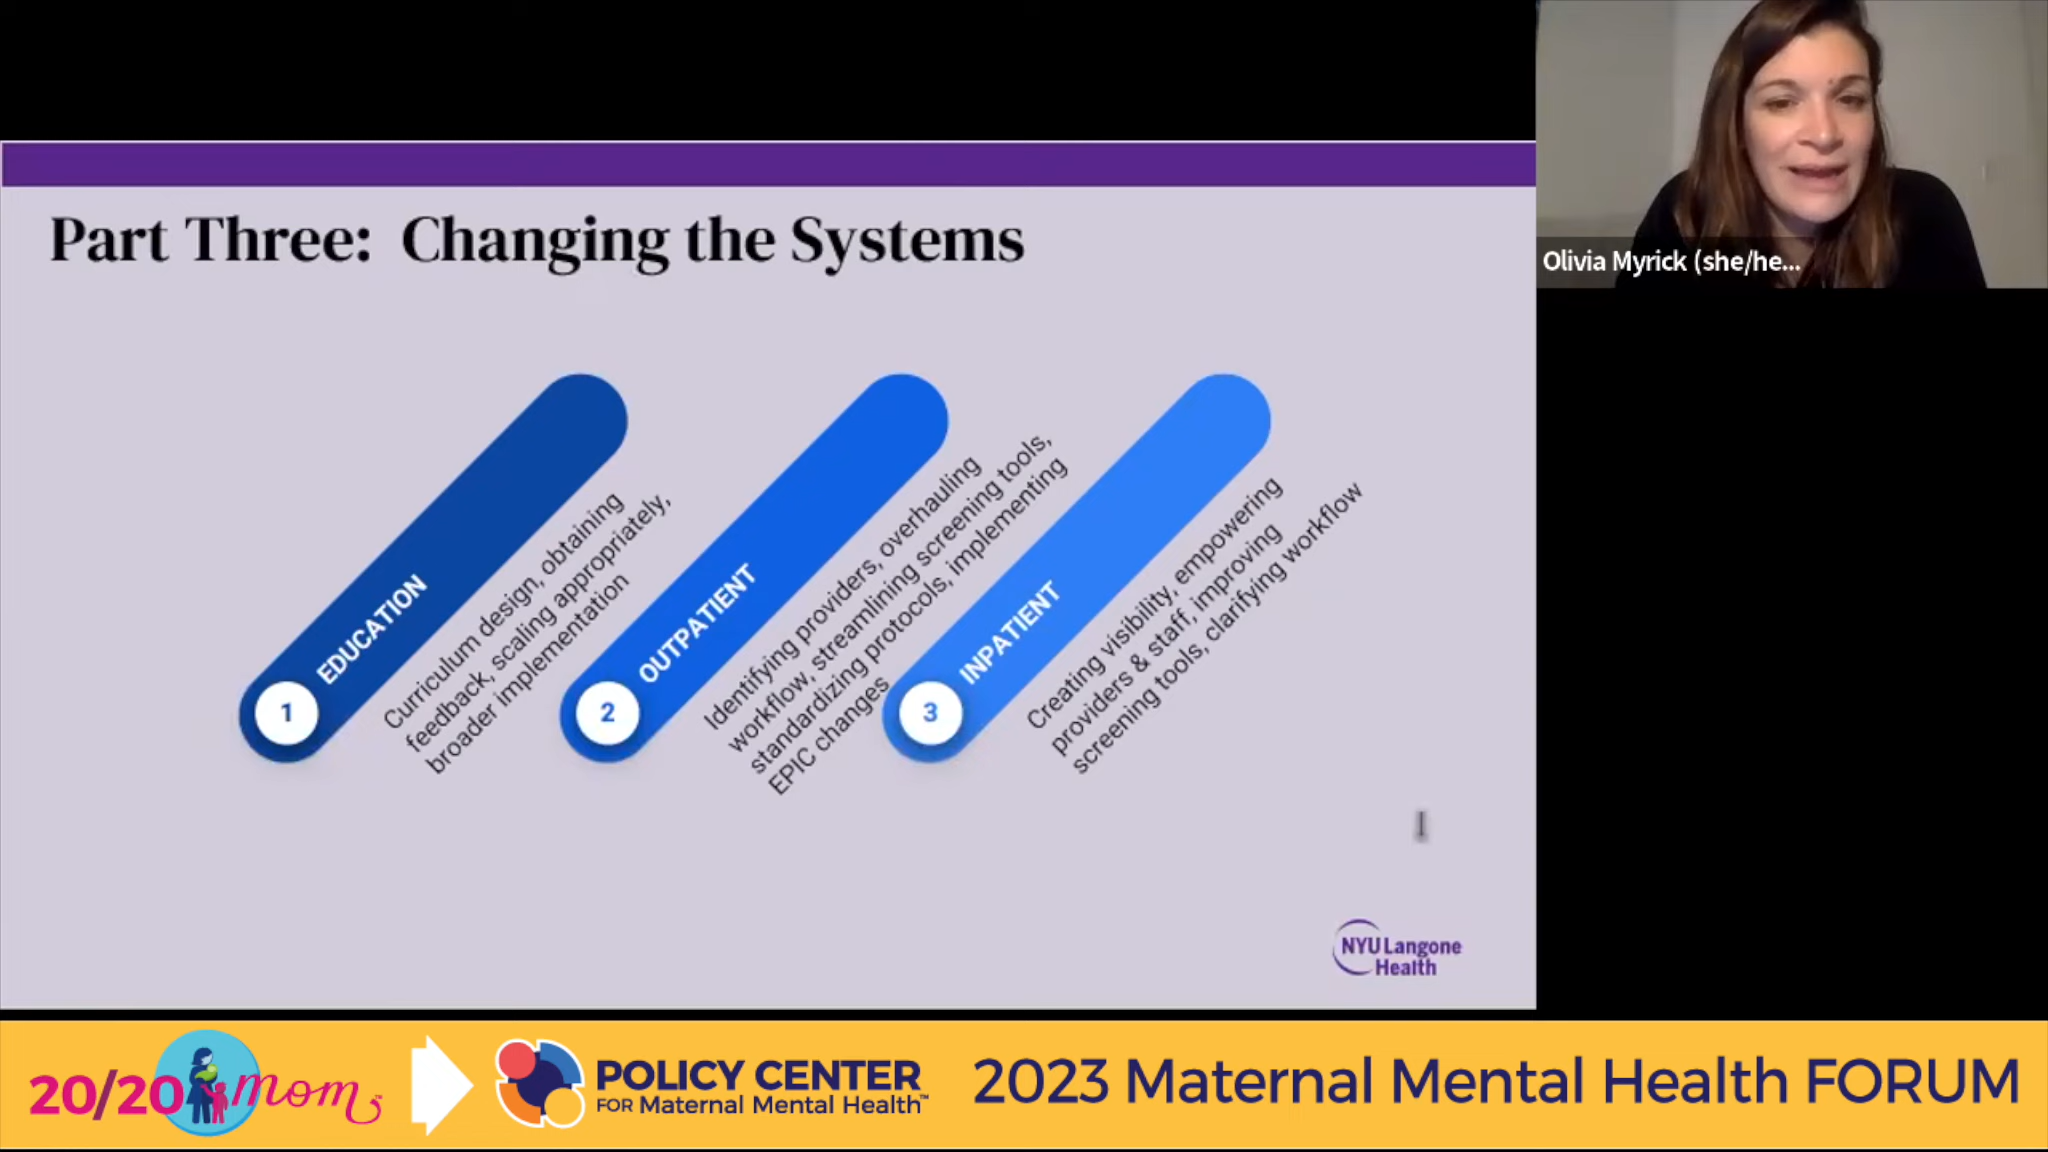 Part Three: Changing the Systems
1
EDUCATION
Curriculum design, obtaining
feedback, scaling appropriately,
broader implementation
2
OUTPATIENT
Identifying providers, overhauling
workflow, streamlining screening tools,
standardizing protocols, implementing
EPIC changes
3
INPATIENT
Creating visibility, empowering
providers & staff, improving
screening tools, clarifying workflow
NYU Langone
Health
Olivia Myrick (she/he...
20/20 mom™
POLICY CENTER
FOR Maternal Mental Health™
2023 Maternal Mental Health FORUM